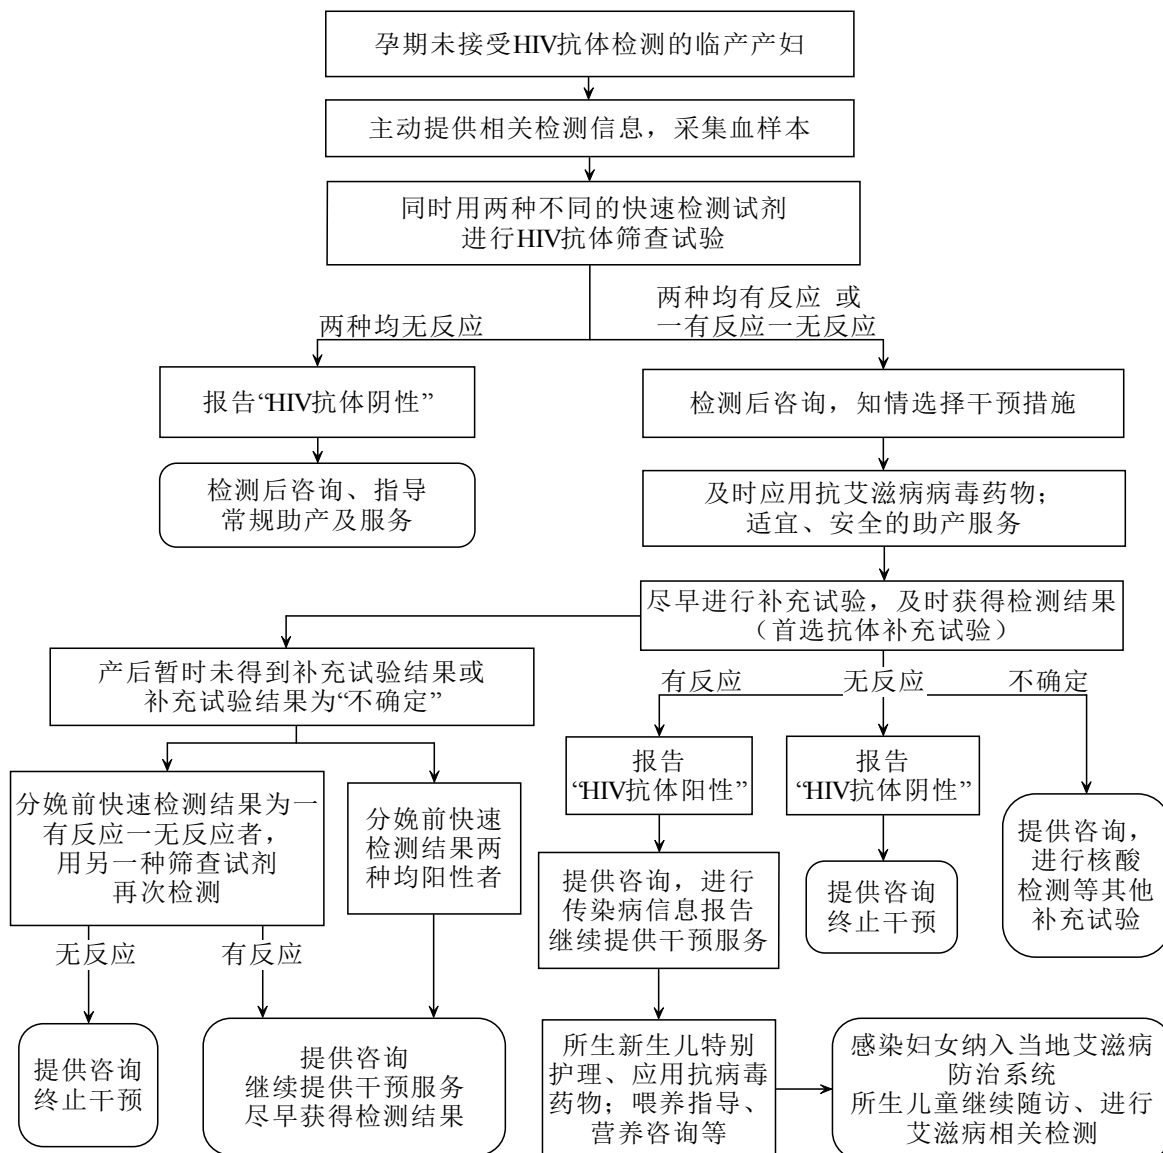 孕期未接受HIV抗体检测的临产产妇
主动提供相关检测信息，采集血样本
同时用两种不同的快速检测试剂
进行HIV抗体筛查试验
两种均无反应
两种均有反应 或
一有反应一无反应
报告“HIV抗体阴性”
检测后咨询、指导
常规助产及服务
检测后咨询，知情选择干预措施
及时应用抗艾滋病病毒药物；
适宜、安全的助产服务
尽早进行补充试验，及时获得检测结果
（首选抗体补充试验）
产后暂时未得到补充试验结果或
补充试验结果为“不确定”
有反应
无反应
不确定
分娩前快速检测结果为一
有反应一无反应者，
用另一种筛查试剂
再次检测
分娩前快速
检测结果两
种均阳性者
报告
“HIV抗体阳性”
报告
“HIV抗体阴性”
提供咨询，
进行核酸
检测等其他
补充试验
提供咨询，进行
传染病信息报告
继续提供干预服务
提供咨询
终止干预
无反应
有反应
提供咨询
终止干预
提供咨询
继续提供干预服务
尽早获得检测结果
所生新生儿特别
护理、应用抗病毒
药物；喂养指导、
营养咨询等
感染妇女纳入当地艾滋病
防治系统
所生儿童继续随访、进行
艾滋病相关检测